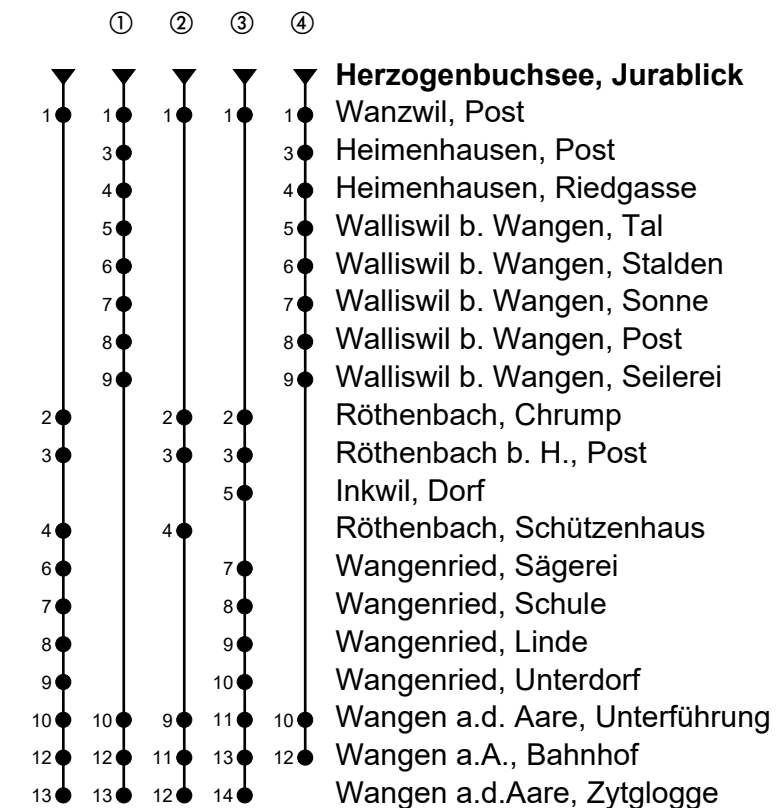 ① ② ③ ④
Herzogenbuchsee, Jurablick
1 1 1 1 1 Wanzwil, Post
3 3 Heimenhausen, Post
4 4 Heimenhausen, Riedgasse
5 5 Walliswil b. Wangen, Tal
6 6 Walliswil b. Wangen, Stalden
7 7 Walliswil b. Wangen, Sonne
8 8 Walliswil b. Wangen, Post
9 9 Walliswil b. Wangen, Seilerei
2 2 2 Röthenbach, Chrump
3 3 3 Röthenbach b. H., Post
5 Inkwil, Dorf
4 4 Röthenbach, Schützenhaus
6 7 Wangenried, Sägerei
7 8 Wangenried, Schule
8 9 Wangenried, Linde
9 10 Wangenried, Unterdorf
10 10 9 11 10 Wangen a.d. Aare, Unterführung
12 12 11 13 12 Wangen a.A., Bahnhof
13 13 12 14 Wangen a.d.Aare, Zytglogge